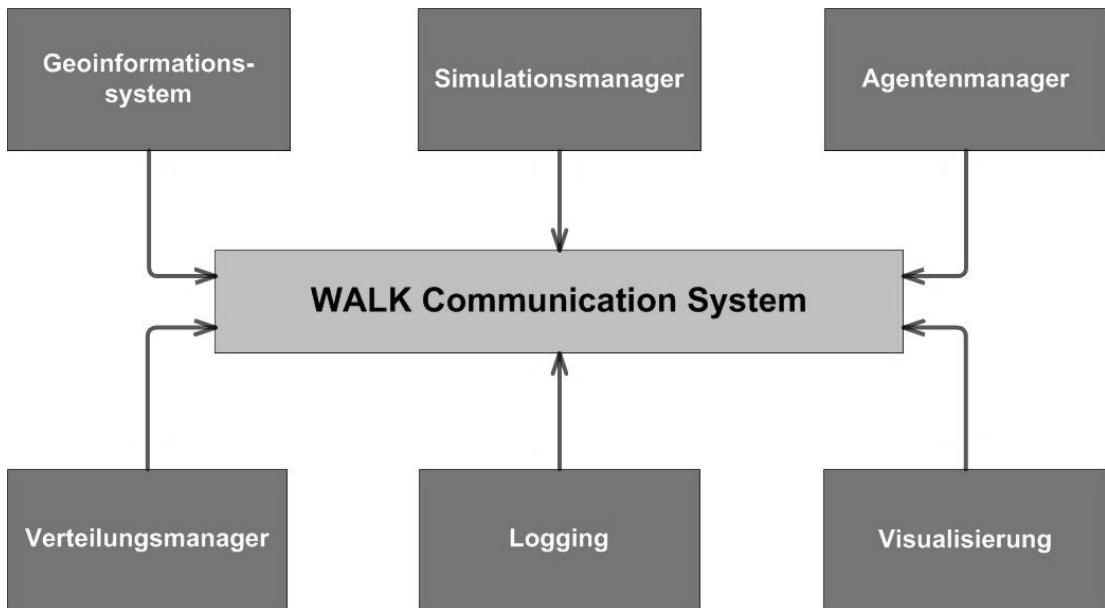 Geoinformations-
system
Simulationsmanager
Agentenmanager
WALK Communication System
Verteilungsmanager
Logging
Visualisierung